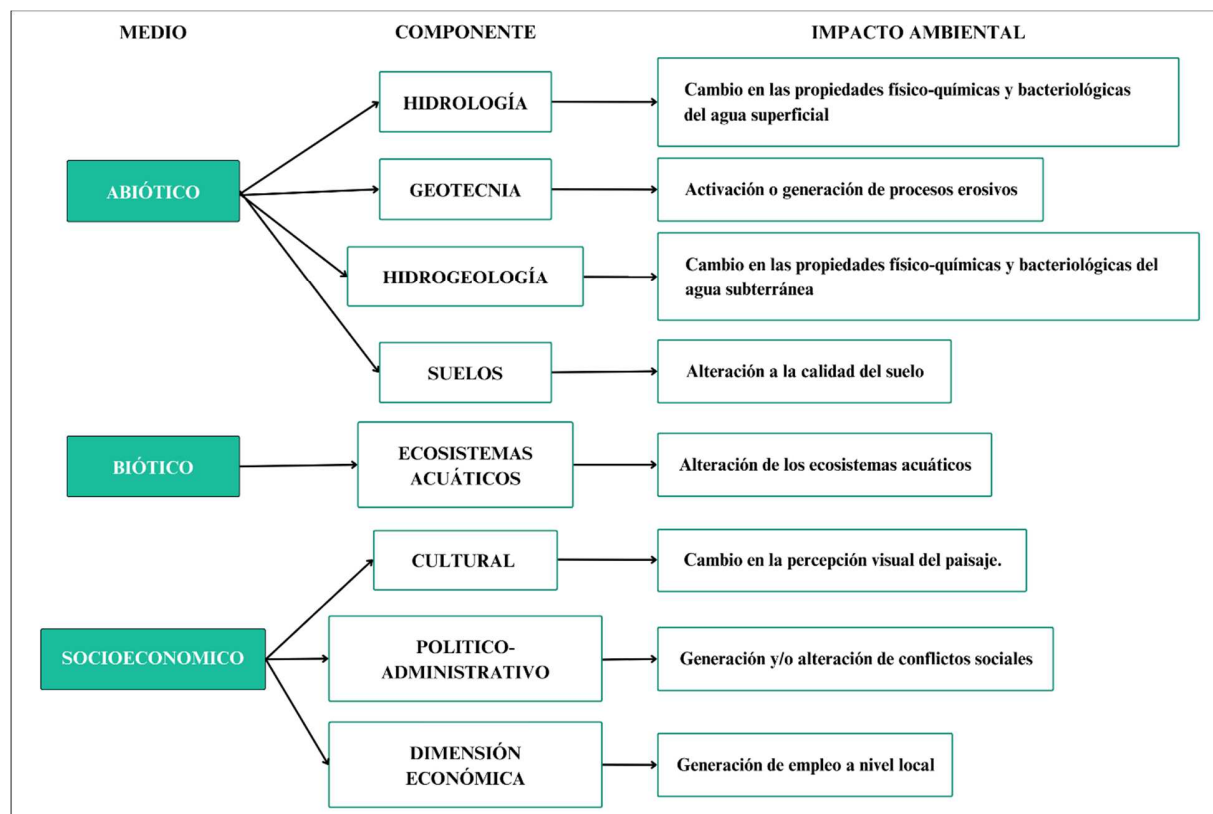 MEDIO COMPONENTE IMPACTO AMBIENTAL
HIDROLOGÍA
Cambio en las propiedades físico-químicas y bacteriológicas
del agua superficial
ABIÓTICO
GEOTECNIA
Activación o generación de procesos erosivos
HIDROGEOLOGÍA
Cambio en las propiedades físico-químicas y bacteriológicas del
agua subterránea
SUELOS
Alteración a la calidad del suelo
BIÓTICO
ECOSISTEMAS
ACUÁTICOS
Alteración de los ecosistemas acuáticos
SOCIOECONOMICO
CULTURAL
Cambio en la percepción visual del paisaje.
POLITICO-
ADMINISTRATIVO
Generación y/o alteración de conflictos sociales
DIMENSIÓN
ECONÓMICA
Generación de empleo a nivel local